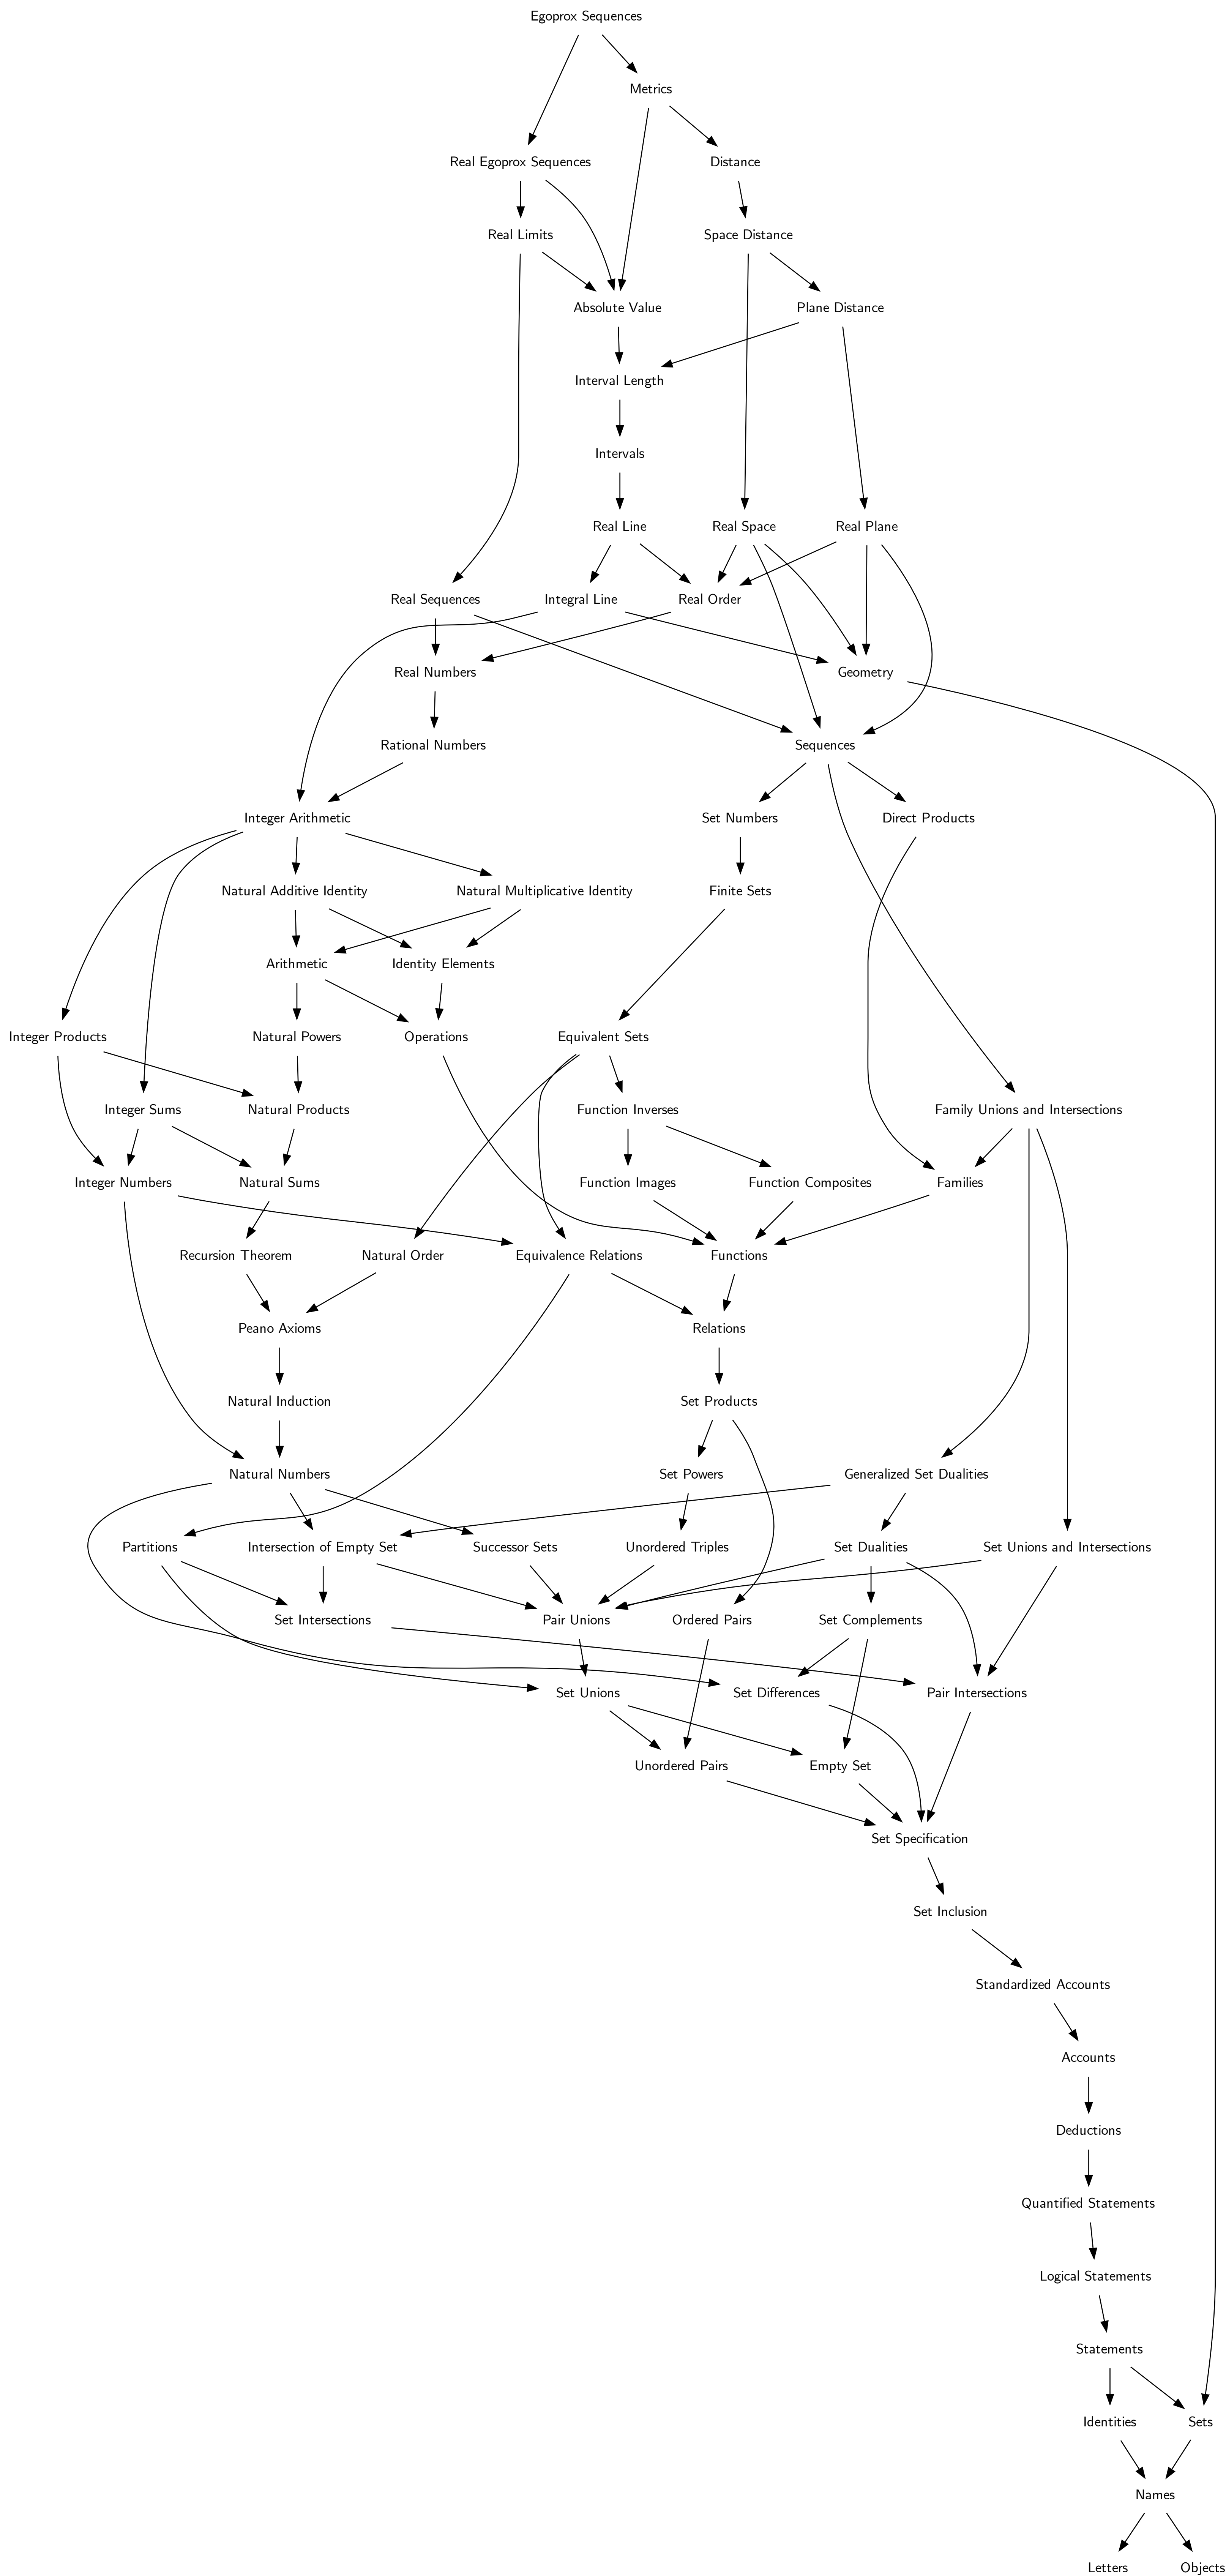 Egoprox Sequences
Metrics
Real Egoprox Sequences
Distance
Real Limits
Space Distance
Absolute Value
Plane Distance
Interval Length
Intervals
Real Line
Real Space
Real Plane
Real Sequences
Integral Line
Real Order
Real Numbers
Geometry
Rational Numbers
Sequences
Integer Arithmetic
Set Numbers
Direct Products
Natural Additive Identity
Natural Multiplicative Identity
Finite Sets
Arithmetic
Identity Elements
Integer Products
Natural Powers
Operations
Equivalent Sets
Integer Sums
Natural Products
Function Inverses
Family Unions and Intersections
Integer Numbers
Natural Sums
Function Images
Function Composites
Families
Recursion Theorem
Natural Order
Equivalence Relations
Functions
Peano Axioms
Relations
Natural Induction
Set Products
Natural Numbers
Set Powers
Generalized Set Dualities
Partitions
Intersection of Empty Set
Successor Sets
Unordered Triples
Set Dualities
Set Unions and Intersections
Set Intersections
Pair Unions
Ordered Pairs
Set Complements
Set Unions
Set Differences
Pair Intersections
Unordered Pairs
Empty Set
Set Specification
Set Inclusion
Standardized Accounts
Accounts
Deductions
Quantified Statements
Logical Statements
Statements
Identities
Sets
Names
Letters
Objects